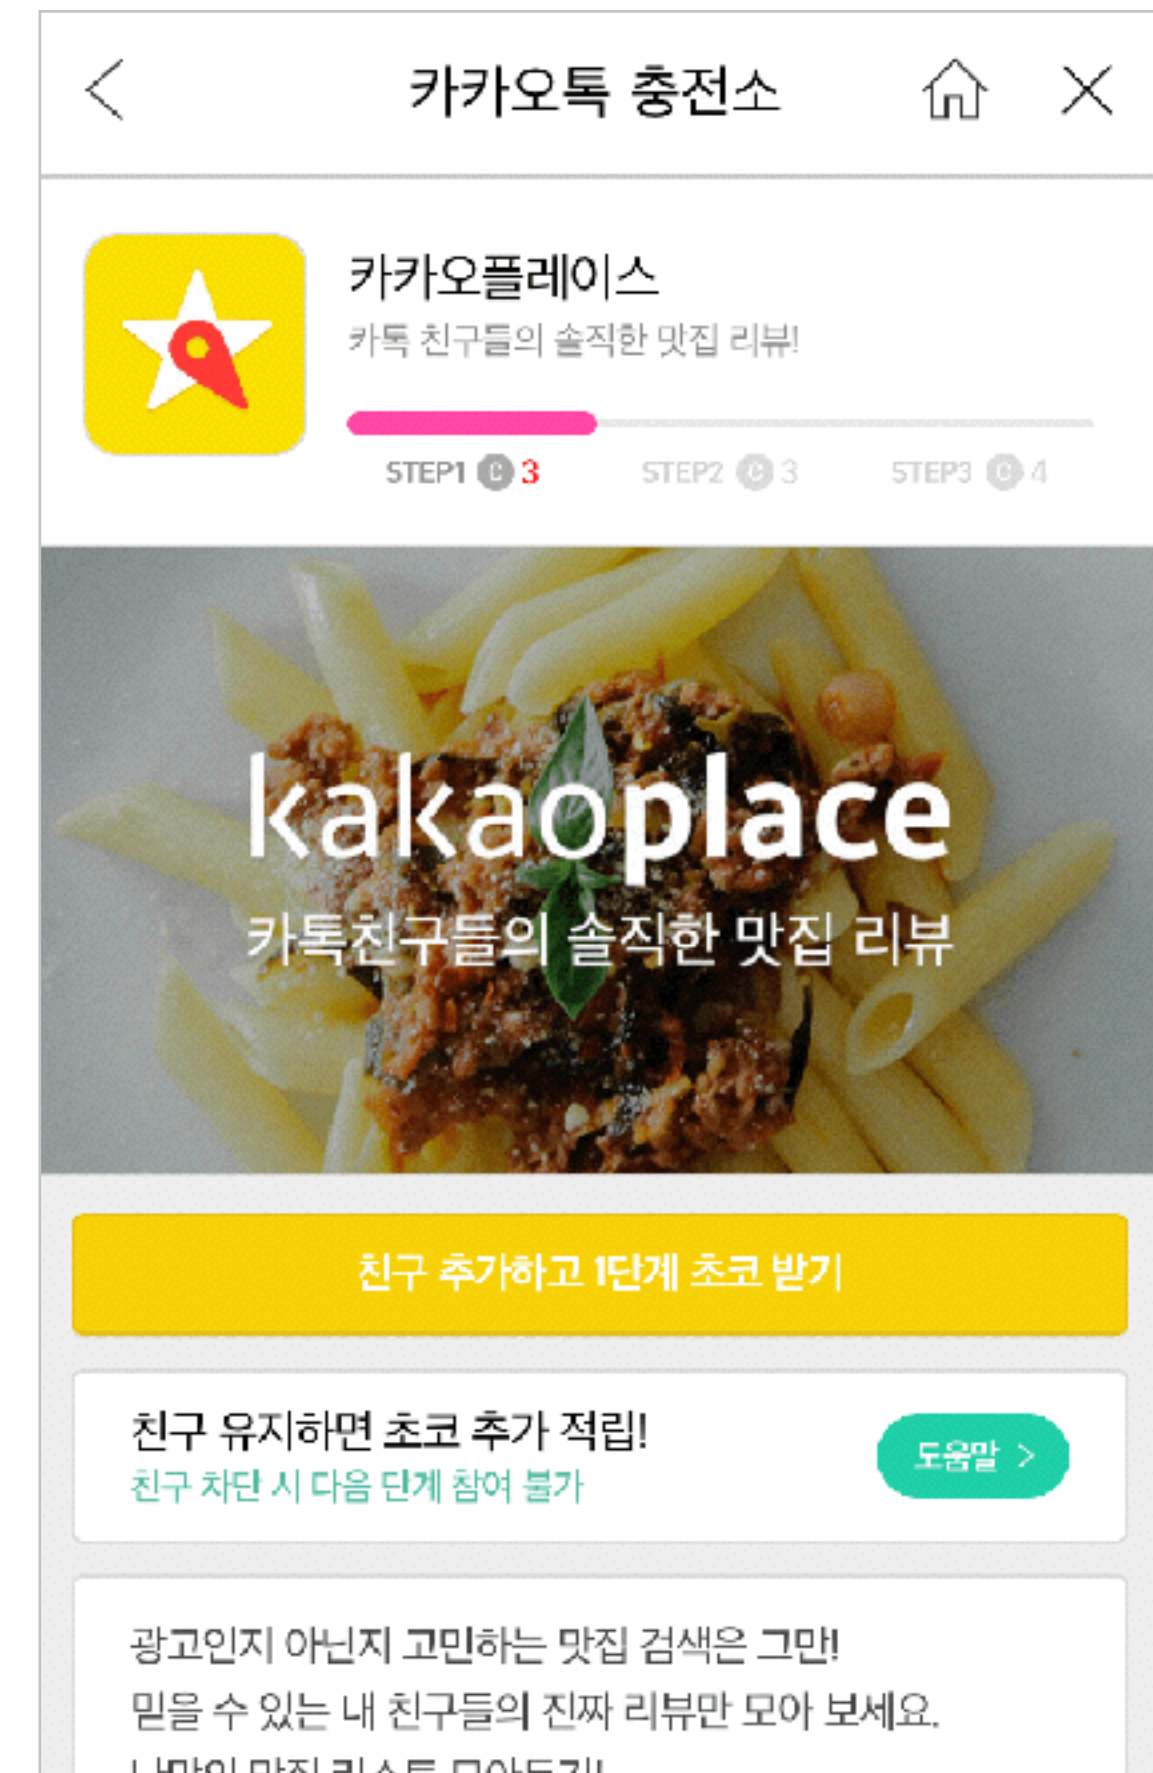 카카오톡 충전소
카카오플레이스
카톡 친구들의 솔직한 맛집 리뷰!
STEP1 C 3 STEP2 C 3 STEP3 C 4
kakaoplace
카톡친구들의 솔직한 맛집 리뷰
친구 추가하고 1단계 초코 받기
친구 유지하면 초코 추가 적립!
친구 차단 시 다음 단계 참여 불가
도움말 >
광고인지 아닌지 고민하는 맛집 검색은 그만!
믿을 수 있는 내 친구들의 진짜 리뷰만 모아 보세요.